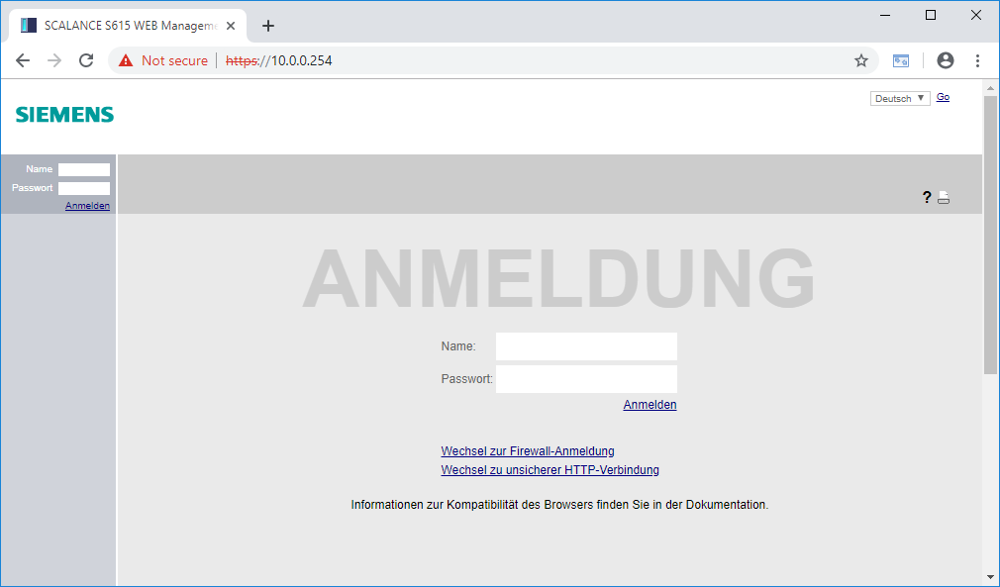 SCALANCE S615 WEB Manageme
Not secure https://10.0.0.254
Deutsch Go
SIEMENS
Name
Passwort
Anmelden
?
ANMELDUNG
Name:
Passwort:
Anmelden
Wechsel zur Firewall-Anmeldung
Wechsel zu unsicherer HTTP-Verbindung
Informationen zur Kompatibilität des Browsers finden Sie in der Dokumentation.